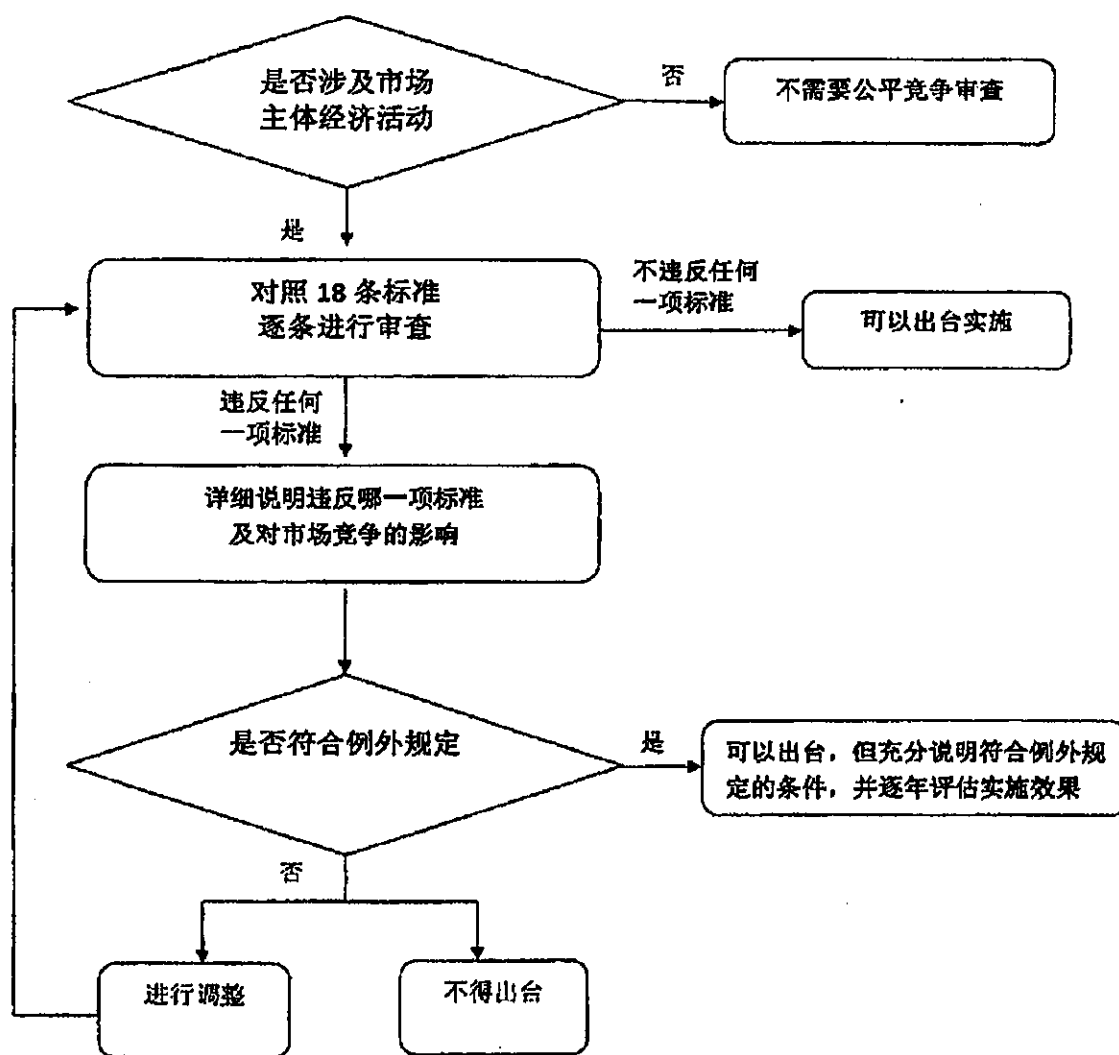 是否涉及市场
主体经济活动
否
不需要公平竞争审查
是
对照 18 条标准
逐条进行审查
不违反任何
一项标准
可以出台实施
违反任何
一项标准
详细说明违反哪一项标准
及对市场竞争的影响
是否符合例外规定
是
可以出台，但充分说明符合例外规
定的条件，并逐年评估实施效果
否
进行调整
不得出台